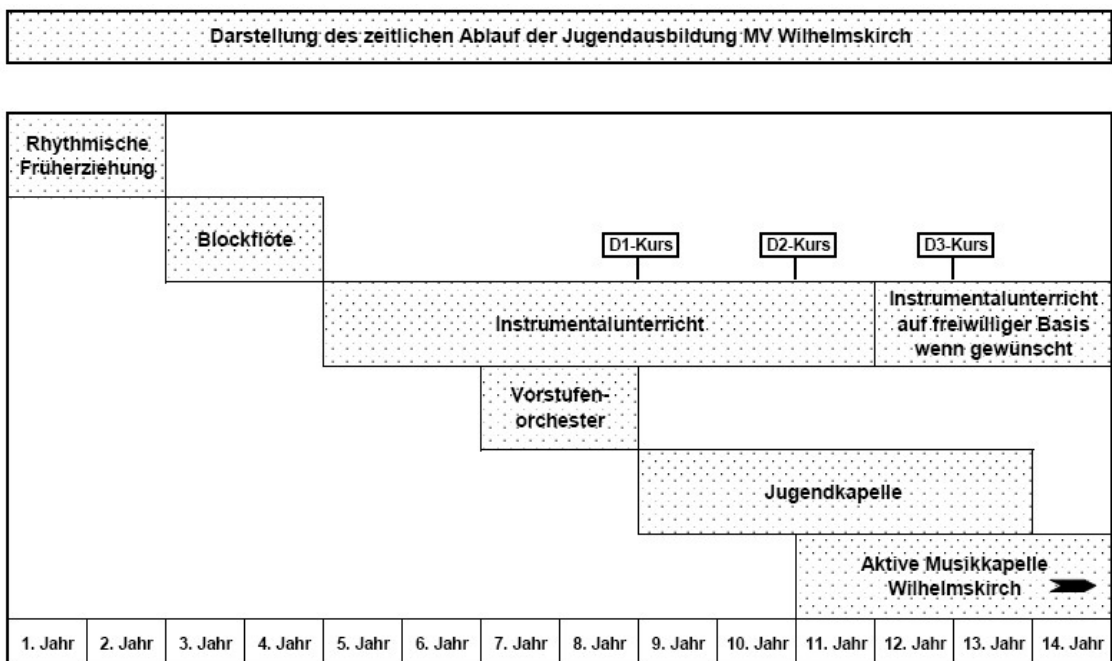 Darstellung des zeitlichen Ablauf der Jugendausbildung MV Wilhelmskirch
Rhythmische
Früherziehung
Blockflöte
D1-Kurs
D2-Kurs
D3-Kurs
Instrumentalunterricht
Instrumentalunterricht
auf freiwilliger Basis
wenn gewünscht
Vorstufen-
orchester
Jugendkapelle
Aktive Musikkapelle
Wilhelmskirch
1. Jahr 2. Jahr 3. Jahr 4. Jahr 5. Jahr 6. Jahr 7. Jahr 8. Jahr 9. Jahr 10. Jahr 11. Jahr 12. Jahr 13. Jahr 14. Jahr